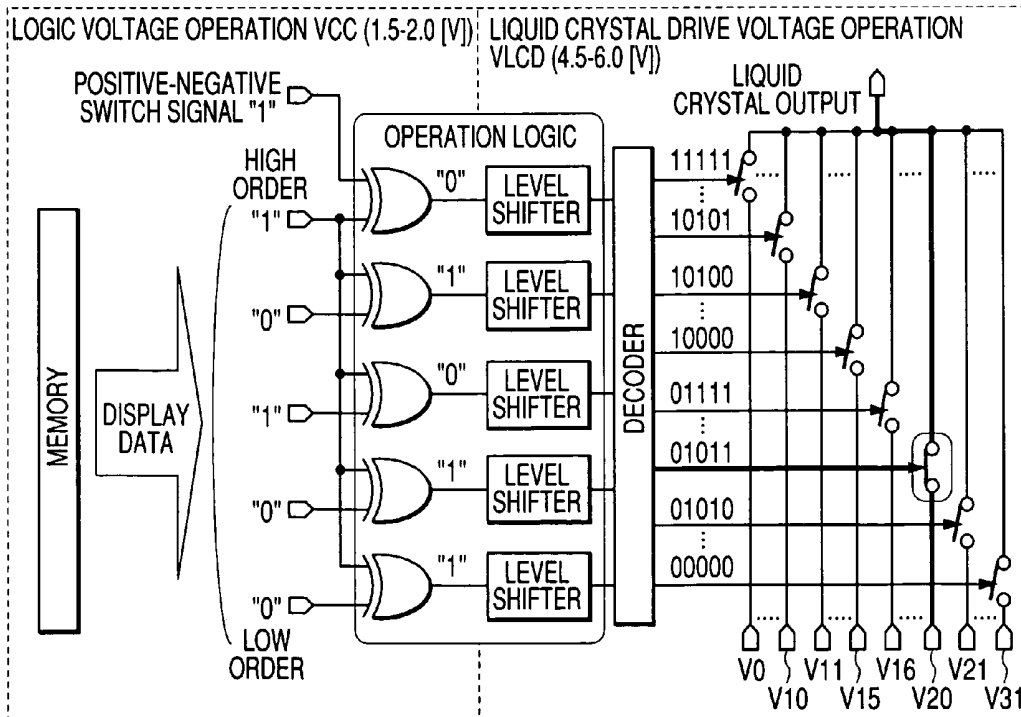 LOGIC VOLTAGE OPERATION VCC (1.5-2.0 [V])
LIQUID CRYSTAL DRIVE VOLTAGE OPERATION
VLCD (4.5-6.0 [V])
POSITIVE-NEGATIVE
SWITCH SIGNAL "1"
LIQUID
CRYSTAL OUTPUT
OPERATION LOGIC
HIGH
ORDER
"1"
"0"
"1"
"0"
"0"
LOW
ORDER
MEMORY
DISPLAY
DATA
"0"
LEVEL
SHIFTER
"1"
LEVEL
SHIFTER
"0"
LEVEL
SHIFTER
"1"
LEVEL
SHIFTER
"1"
LEVEL
SHIFTER
DECODER
11111
10101
10100
10000
01111
01011
01010
00000
V0
V10
V11
V15
V16
V20
V21
V31